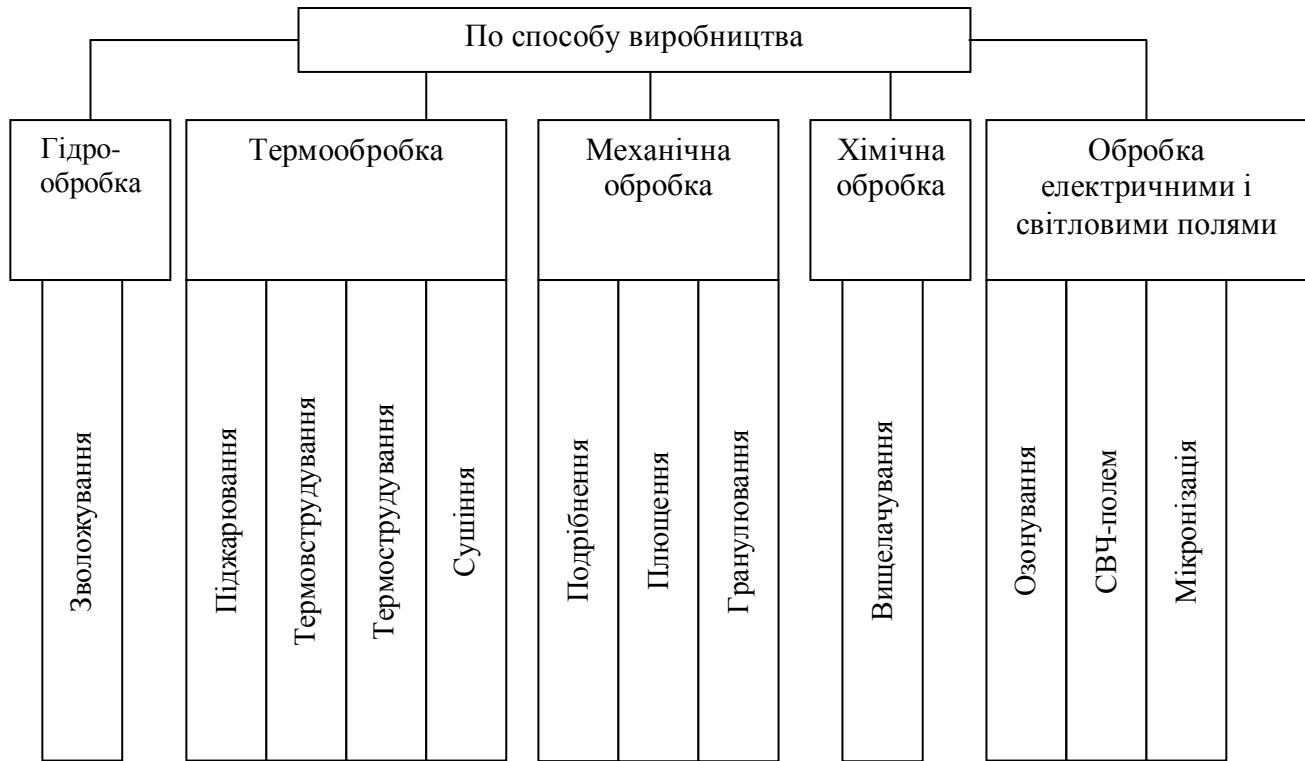 По способу виробництва
Гідро-
обробка
Термообробка
Механічна
обробка
Хімічна
обробка
Обробка
електричними і
світловими полями
Зволожування
Піджарювання
Термовструдування
Термострудування
Сушіння
Подрібнення
Плющення
Гранулювання
Вищелачування
Озонування
СВЧ-полем
Мікронізація